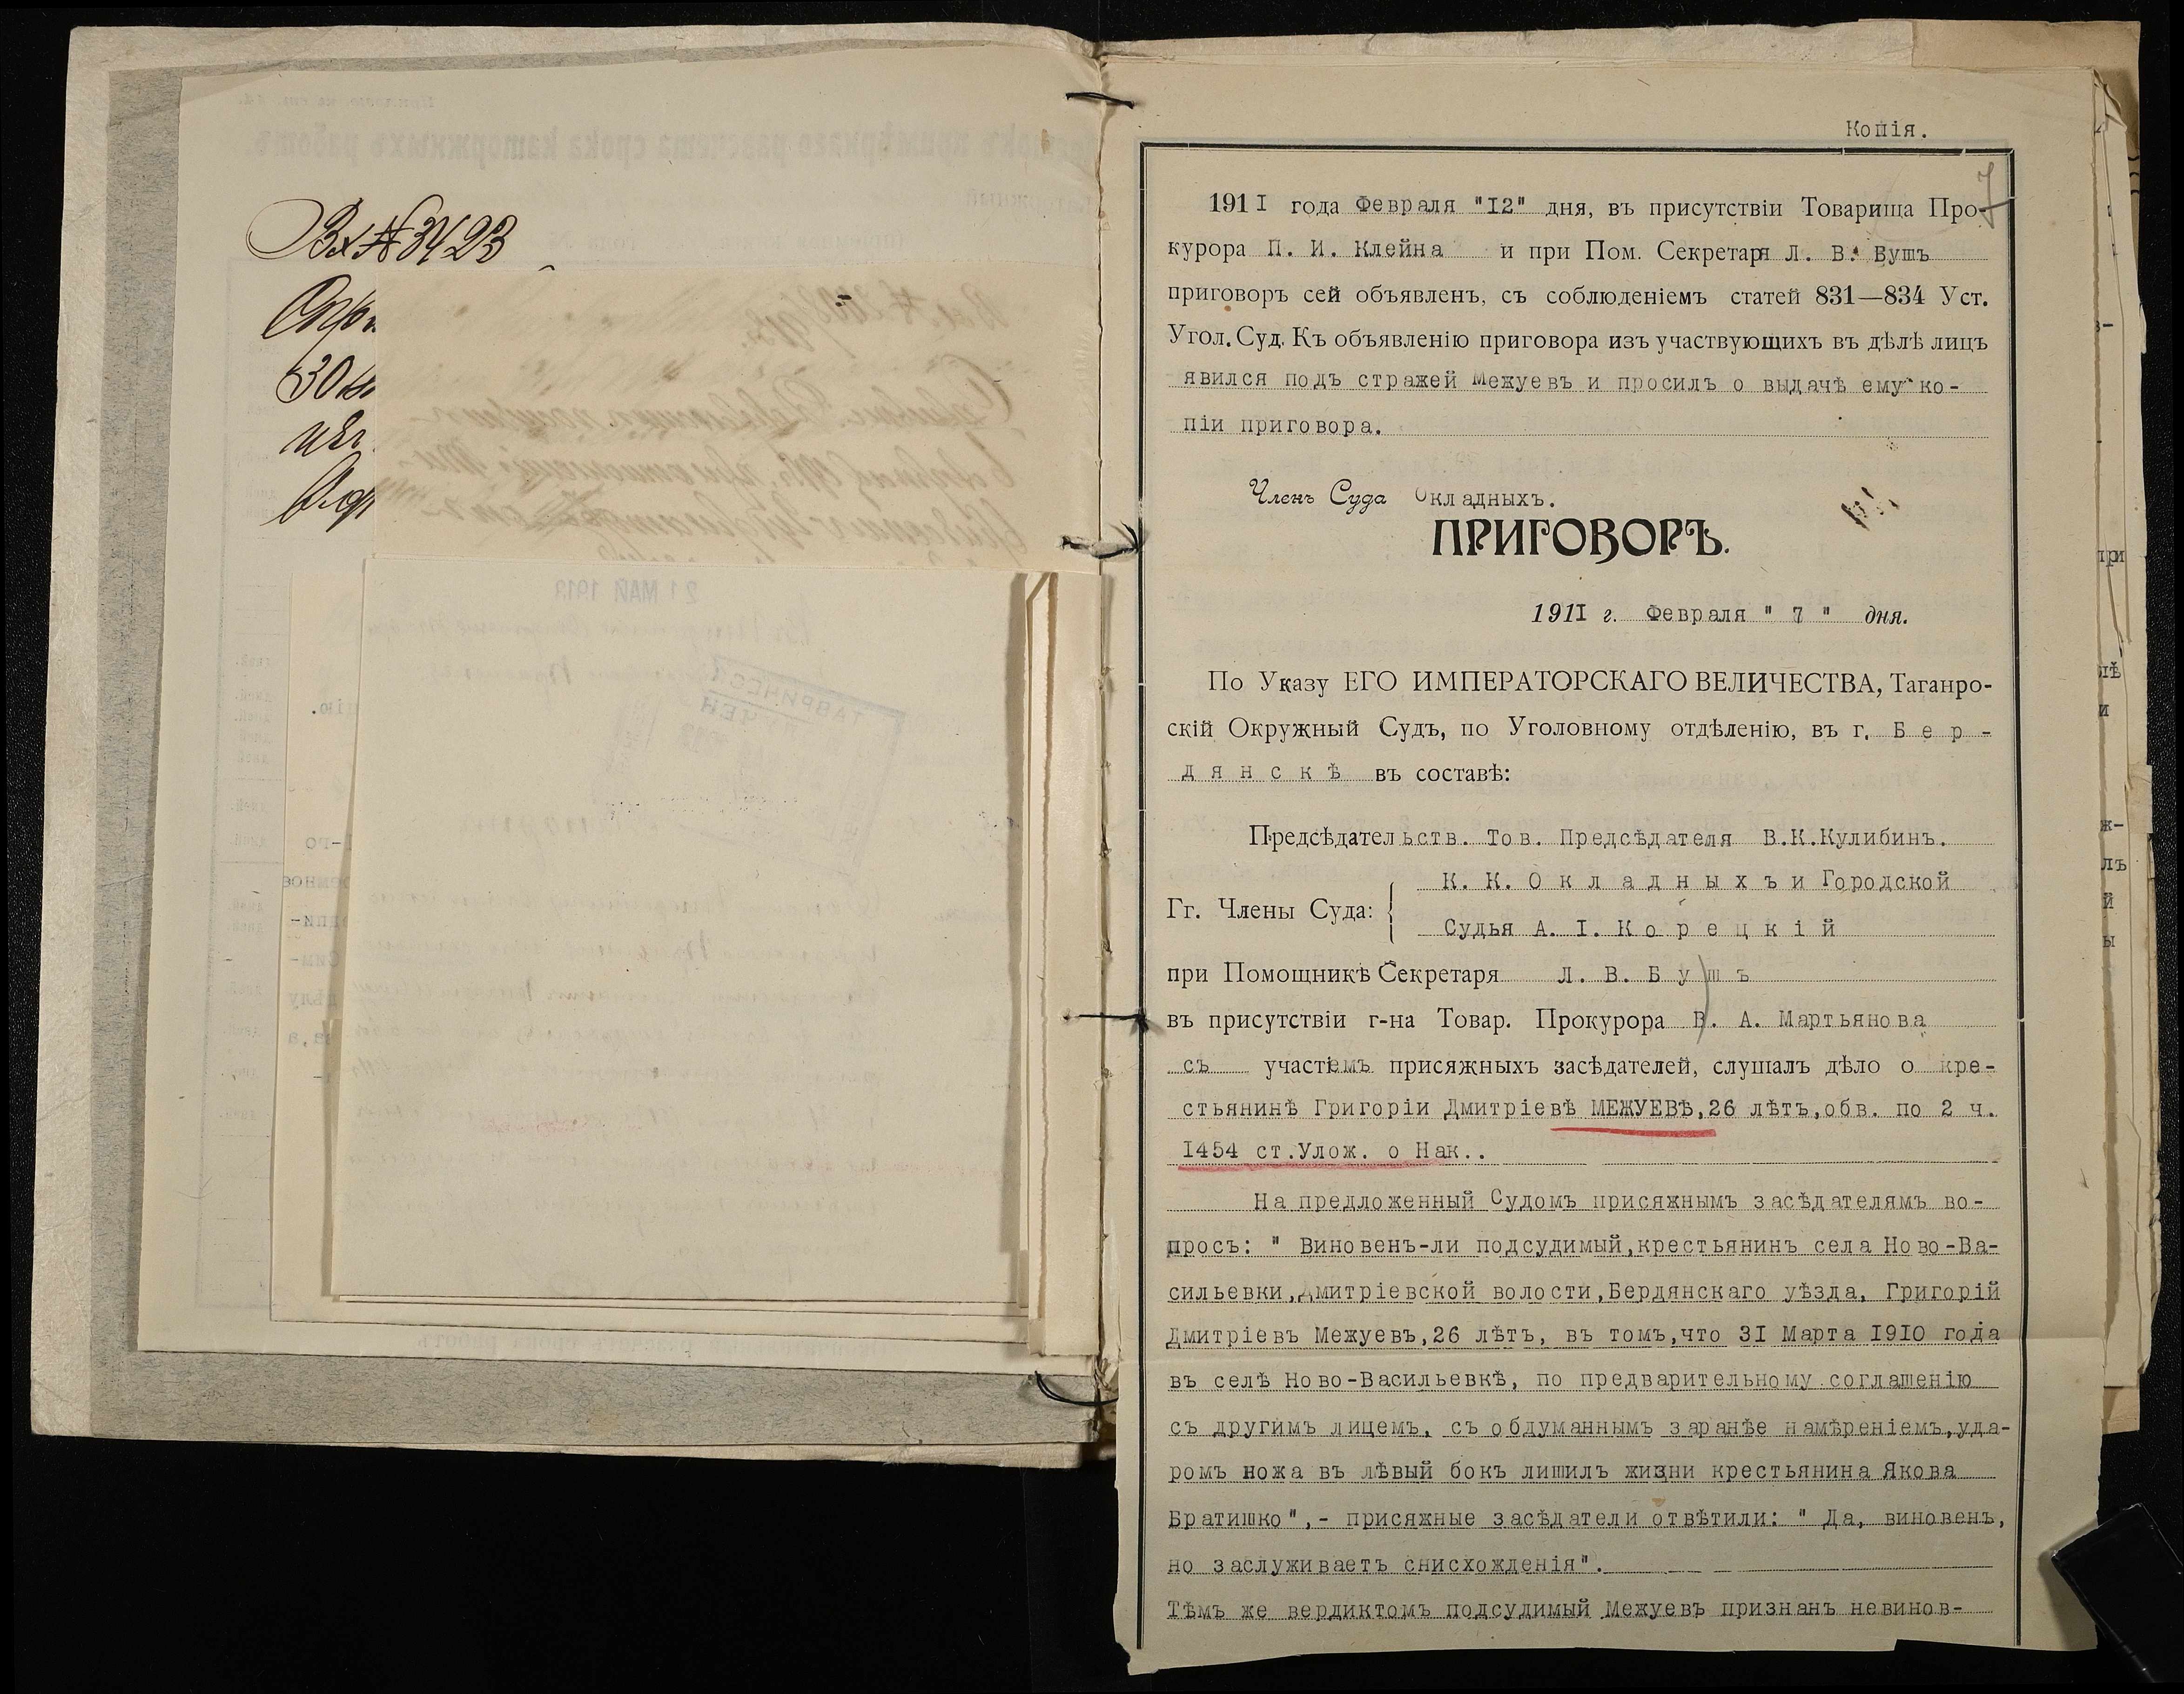 Вх № 3423
30
Копія.
7
1911 года Февраля "12" дня, въ присутствіи Товарища Про-
курора П. И. Клейна и при Пом. Секретаря Л. В. Бушъ
приговоръ сей объявленъ, съ соблюденіемъ статей 831—834 Уст.
Угол. Суд. Къ объявленію приговора изъ участвующихъ въ дѣлѣ лицъ
явился подъ стражей Межуевъ и просилъ о выдачѣ ему ко-
піи приговора.
Членъ Суда Окладныхъ.
ПРИГОВОРЪ.
1911 г. Февраля " 7 " дня.
По Указу ЕГО ИМПЕРАТОРСКАГО ВЕЛИЧЕСТВА, Таганро-
скій Окружный Судъ, по Уголовному отдѣленію, въ г. Бер-
дянскѣ въ составѣ:
Предсѣдательств. Тов. Предсѣдателя В.К.Кулибинъ.
Гг. Члены Суда: К. К. Окладныхъ и Городской
Судья А. І. Корецкій
при Помощникѣ Секретаря Л. В. Бушъ
въ присутствіи г-на Товар. Прокурора В. А. Мартьянова
съ участіемъ присяжныхъ засѣдателей, слушалъ дѣло о кре-
стьянинѣ Григоріи Дмитріевѣ МЕЖУЕВѢ,26 лѣтъ,обв. по 2 ч.
1454 ст.Улож. о Нак..
На предложенный Судомъ присяжнымъ засѣдателямъ во-
просъ: " Виновенъ-ли подсудимый,крестьянинъ села Ново-Ва-
сильевки,Дмитріевской волости,Бердянскаго уѣзда, Григорій
Дмитріевъ Межуевъ,26 лѣтъ, въ томъ,что 31 Марта 1910 года
въ селѣ Ново-Васильевкѣ, по предварительному соглашенію
съ другимъ лицемъ, съ обдуманнымъ заранѣе намѣреніемъ,уда-
ромъ ножа въ лѣвый бокъ лишилъ жизни крестьянина Якова
Братишко",- присяжные засѣдатели отвѣтили: " Да, виновенъ,
но заслуживаетъ снисхожденія".
Тѣмъ же вердиктомъ подсудимый Межуевъ признанъ невинов-